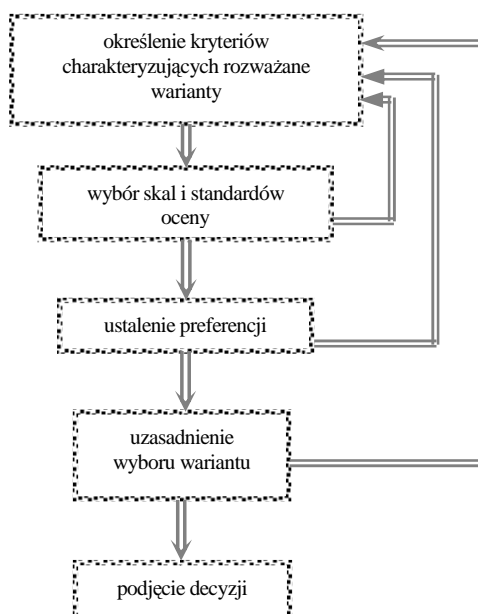 określenie kryteriów
charakteryzujących rozważane
warianty
wybór skal i standardów
oceny
ustalenie preferencji
uzasadnienie
wyboru wariantu
podjęcie decyzji